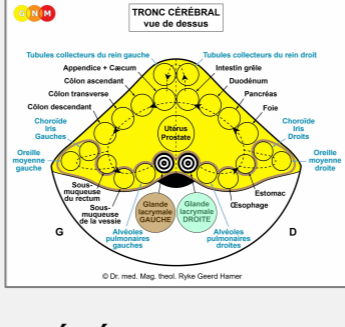 GNM
TRONC CÉRÉBRAL
vue de dessus
Tubules collecteurs du rein gauche
Tubules collecteurs du rein droit
Appendice + Cæcum
Intestin grêle
Côlon ascendant
Duodénum
Côlon transverse
Pancréas
Côlon descendant
Foie
Choroïde
Iris
Gauches
Choroïde
Iris
Droits
Utérus
Prostate
Oreille
moyenne
gauche
Oreille
moyenne
droite
Sous-
muqueuse
du rectum
Estomac
Sous-
muqueuse
de la vessie
Œsophage
Glande
lacrymale
GAUCHE
Glande
lacrymale
DROITE
G
D
Alvéoles
pulmonaires
gauches
Alvéoles
pulmonaires
droites
© Dr. med. Mag. theol. Ryke Geerd Hamer